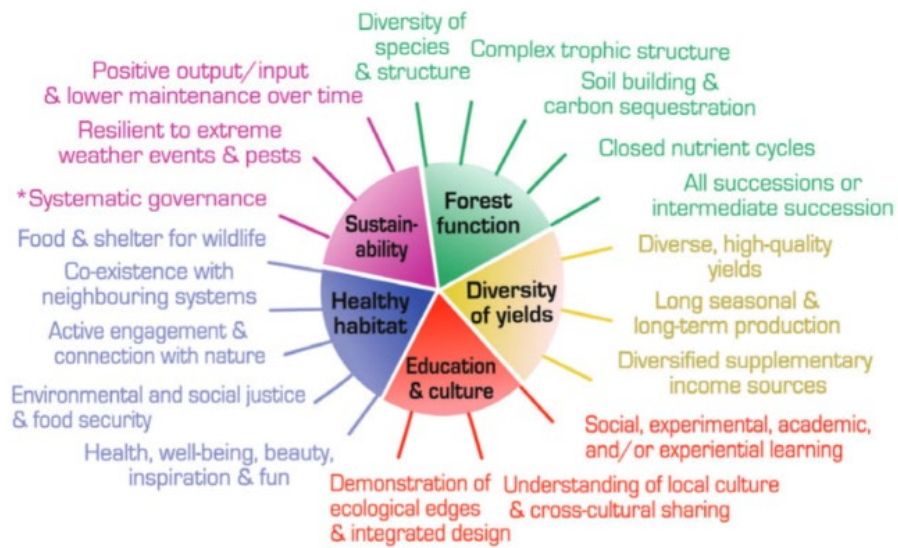 Diversity of
species
& structure
Complex trophic structure
Soil building &
carbon sequestration
Closed nutrient cycles
All successions or
intermediate succession
Diverse, high-quality
yields
Long seasonal &
long-term production
Diversified supplementary
income sources
Social, experimental, academic,
and/or experiential learning
Understanding of local culture
& cross-cultural sharing
Demonstration of
ecological edges
& integrated design
Health, well-being, beauty,
inspiration & fun
Environmental and social justice
& food security
Active engagement &
connection with nature
Co-existence with
neighbouring systems
Food & shelter for wildlife
*Systematic governance
Resilient to extreme
weather events & pests
Positive output/input
& lower maintenance over time
Forest
function
Diversity
of yields
Education
& culture
Healthy
habitat
Sustain-
ability